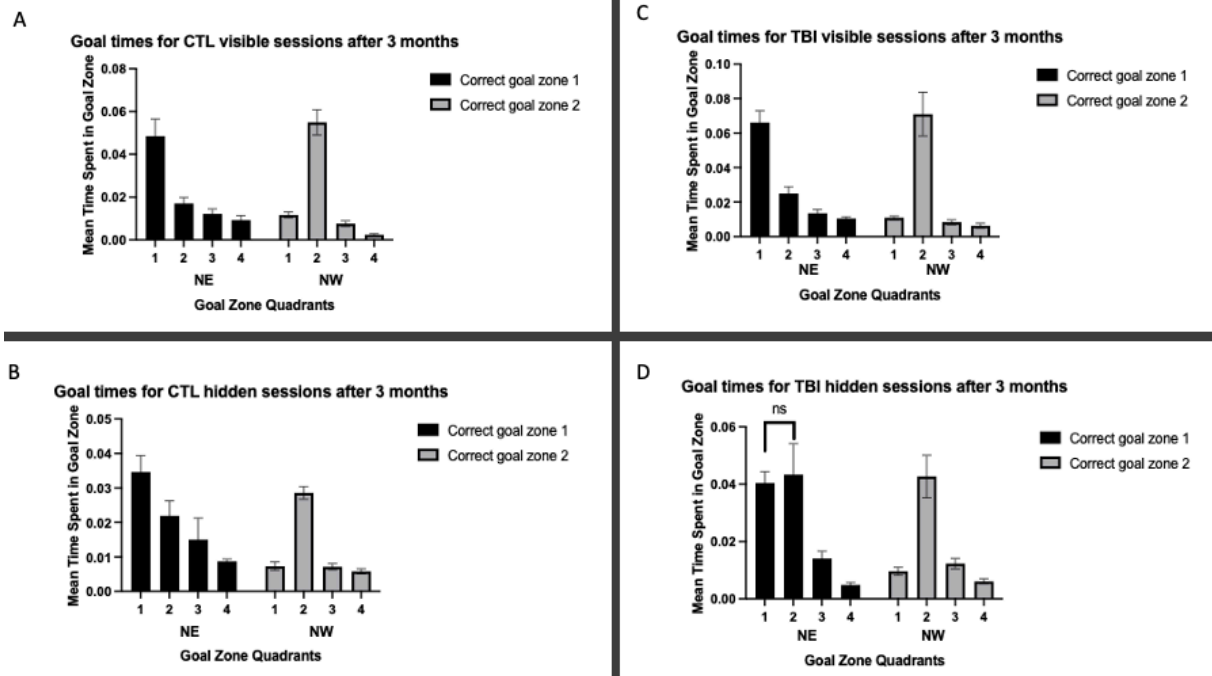 A
Goal times for CTL visible sessions after 3 months
Mean Time Spent in Goal Zone
0.08
0.06
0.04
0.02
0.00
Correct goal zone 1
Correct goal zone 2
1 2 3 4 1 2 3 4
NE NW
Goal Zone Quadrants
C
Goal times for TBI visible sessions after 3 months
Mean Time Spent in Goal Zone
0.10
0.08
0.06
0.04
0.02
0.00
Correct goal zone 1
Correct goal zone 2
1 2 3 4 1 2 3 4
NE NW
Goal Zone Quadrants
B
Goal times for CTL hidden sessions after 3 months
Mean Time Spent in Goal Zone
0.05
0.04
0.03
0.02
0.01
0.00
Correct goal zone 1
Correct goal zone 2
1 2 3 4 1 2 3 4
NE NW
Goal Zone Quadrants
D
Goal times for TBI hidden sessions after 3 months
Mean Time Spent in Goal Zone
0.06
0.04
0.02
0.00
ns
Correct goal zone 1
Correct goal zone 2
1 2 3 4 1 2 3 4
NE NW
Goal Zone Quadrants